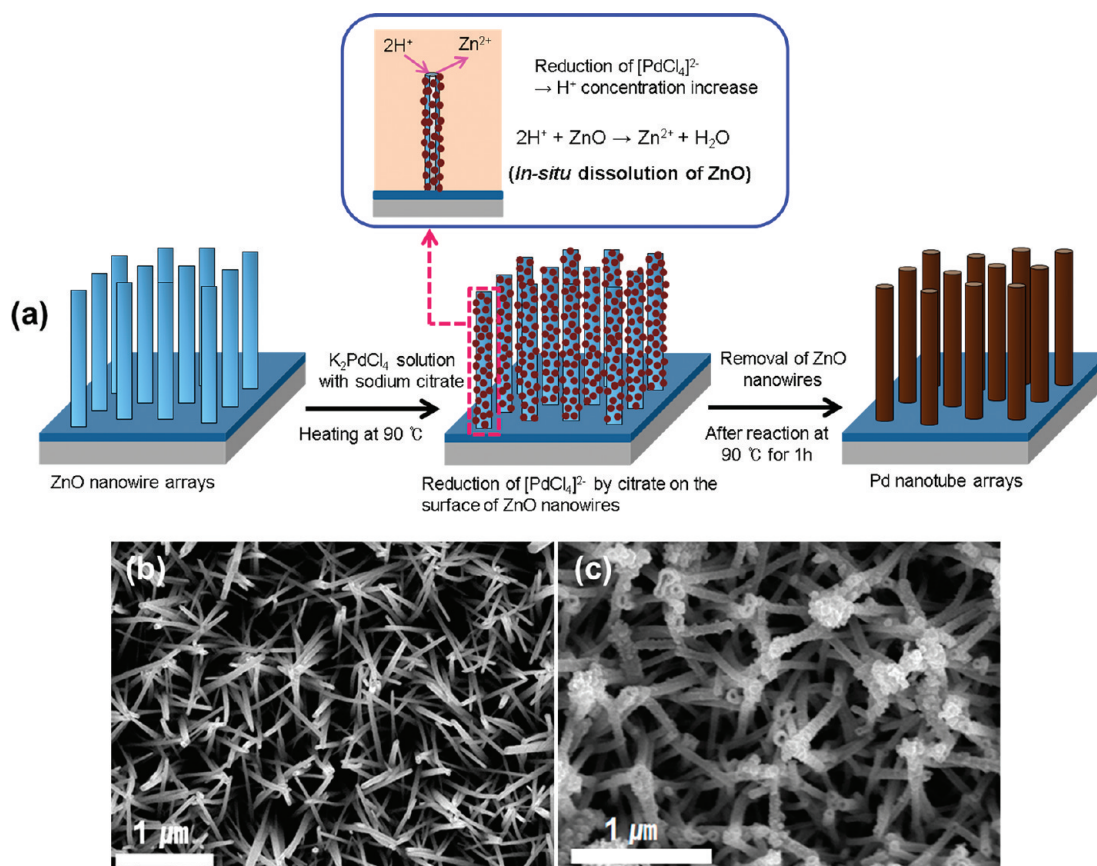 2H⁺ Zn²⁺
Reduction of [PdCl₄]²⁻
→ H⁺ concentration increase
2H⁺ + ZnO → Zn²⁺ + H₂O
(In-situ dissolution of ZnO)
(a)
K₂PdCl₄ solution
with sodium citrate
Heating at 90 ℃
Removal of ZnO
nanowires
After reaction at
90 ℃ for 1h
ZnO nanowire arrays
Reduction of [PdCl₄]²⁻ by citrate on the
surface of ZnO nanowires
Pd nanotube arrays
(b)
1 ㎛
(c)
1 ㎛